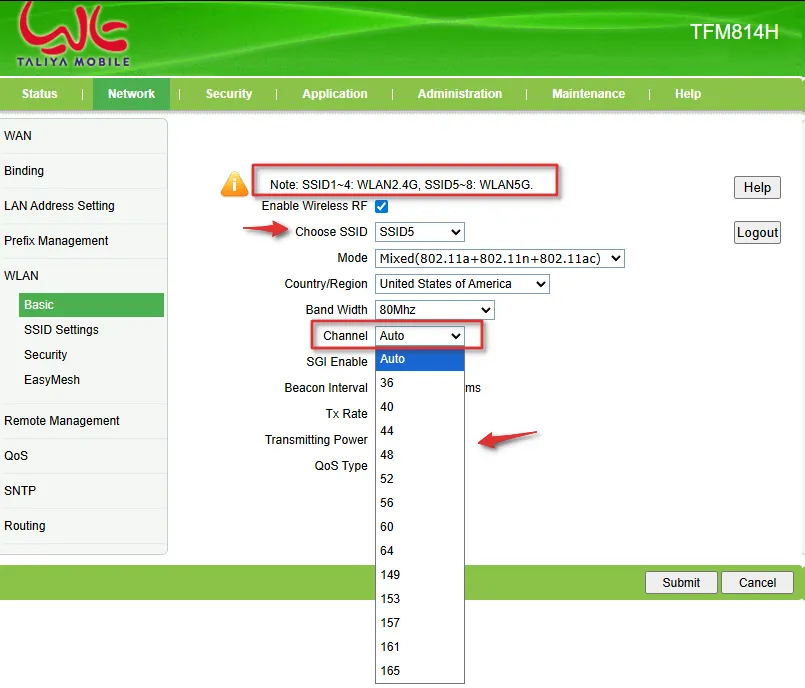 عاليا
TALIYA MOBILE
TFM814H
Status | Network | Security | Application | Administration | Maintenance | Help
WAN
Binding
LAN Address Setting
Prefix Management
WLAN
Basic
SSID Settings
Security
EasyMesh
Remote Management
QoS
SNTP
Routing
Note: SSID1~4: WLAN2.4G, SSID5~8: WLAN5G.
Enable Wireless RF
Choose SSID SSID5
Mode Mixed(802.11a+802.11n+802.11ac)
Country/Region United States of America
Band Width 80Mhz
Channel Auto
SGI Enable
Beacon Interval ms
Tx Rate
Transmitting Power
QoS Type
Auto
36
40
44
48
52
56
60
64
149
153
157
161
165
Help
Logout
Submit Cancel